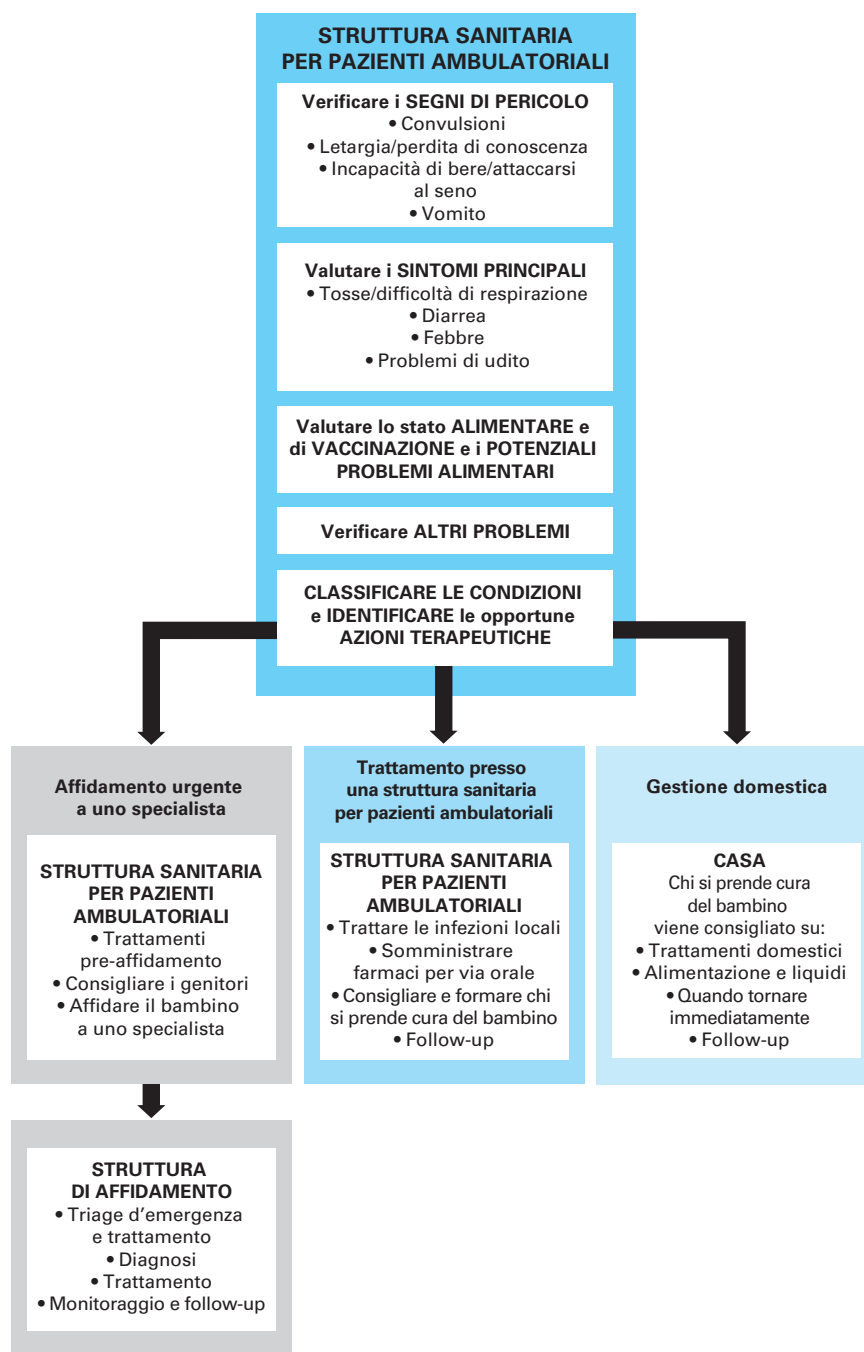 STRUTTURA SANITARIA
PER PAZIENTI AMBULATORIALI
Verificare i SEGNI DI PERICOLO
• Convulsioni
• Letargia/perdita di conoscenza
• Incapacità di bere/attaccarsi
al seno
• Vomito
Valutare i SINTOMI PRINCIPALI
• Tosse/difficoltà di respirazione
• Diarrea
• Febbre
• Problemi di udito
Valutare lo stato ALIMENTARE e
di VACCINAZIONE e i POTENZIALI
PROBLEMI ALIMENTARI
Verificare ALTRI PROBLEMI
CLASSIFICARE LE CONDIZIONI
e IDENTIFICARE le opportune
AZIONI TERAPEUTICHE
Affidamento urgente
a uno specialista
STRUTTURA SANITARIA
PER PAZIENTI
AMBULATORIALI
• Trattamenti
pre-affidamento
• Consigliare i genitori
• Affidare il bambino
a uno specialista
STRUTTURA
DI AFFIDAMENTO
• Triage d'emergenza
e trattamento
• Diagnosi
• Trattamento
• Monitoraggio e follow-up
Trattamento presso
una struttura sanitaria
per pazienti ambulatoriali
STRUTTURA SANITARIA
PER PAZIENTI
AMBULATORIALI
• Trattare le infezioni locali
• Somministrare
farmaci per via orale
• Consigliare e formare chi
si prende cura del bambino
• Follow-up
Gestione domestica
CASA
Chi si prende cura
del bambino
viene consigliato su:
• Trattamenti domestici
• Alimentazione e liquidi
• Quando tornare
immediatamente
• Follow-up